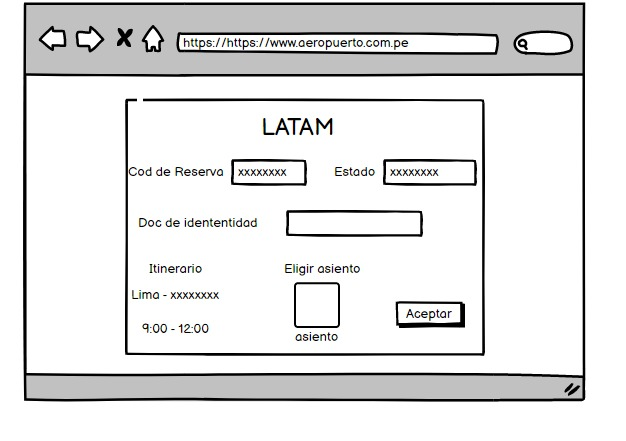 https://https://www.aeropuerto.com.pe
LATAM
Cod de Reserva xxxxxxxx Estado xxxxxxxx
Doc de idententidad
Itinerario Eligir asiento
Lima - xxxxxxxx
Aceptar
9:00 - 12:00
asiento